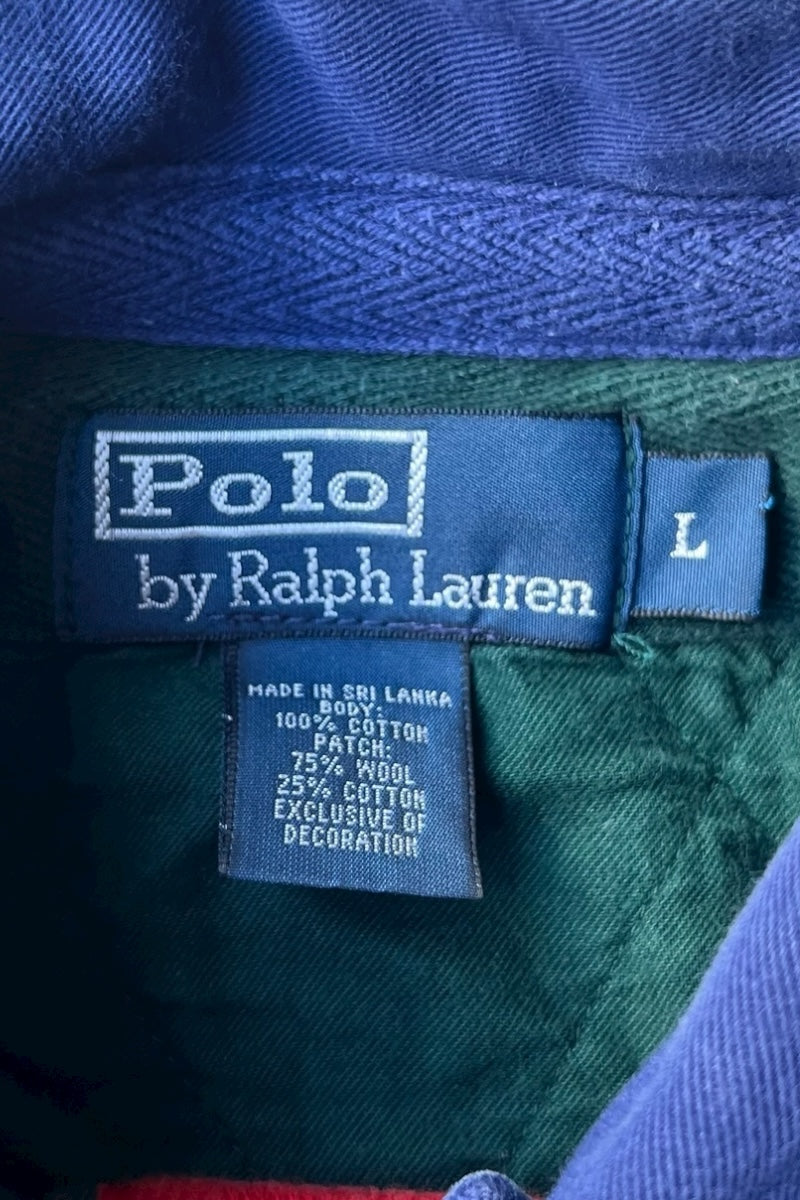 Polo
by Ralph Lauren
L
MADE IN SRI LANKA
BODY:
100% COTTON
PATCH:
75% WOOL
25% COTTON
EXCLUSIVE OF
DECORATION